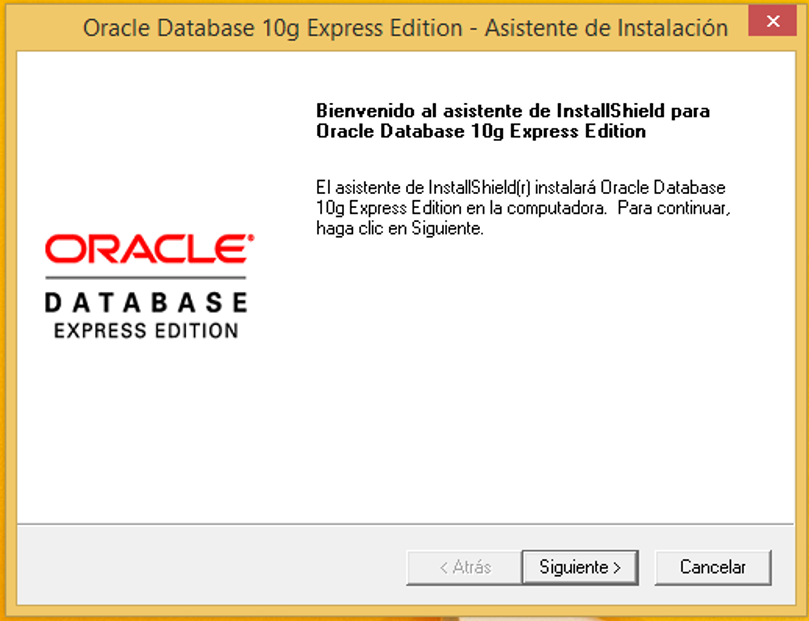 Oracle Database 10g Express Edition - Asistente de Instalación
Bienvenido al asistente de InstallShield para
Oracle Database 10g Express Edition
El asistente de InstallShield(r) instalará Oracle Database
10g Express Edition en la computadora.  Para continuar,
haga clic en Siguiente.
ORACLE®
DATABASE
EXPRESS EDITION
< Atrás
Siguiente >
Cancelar